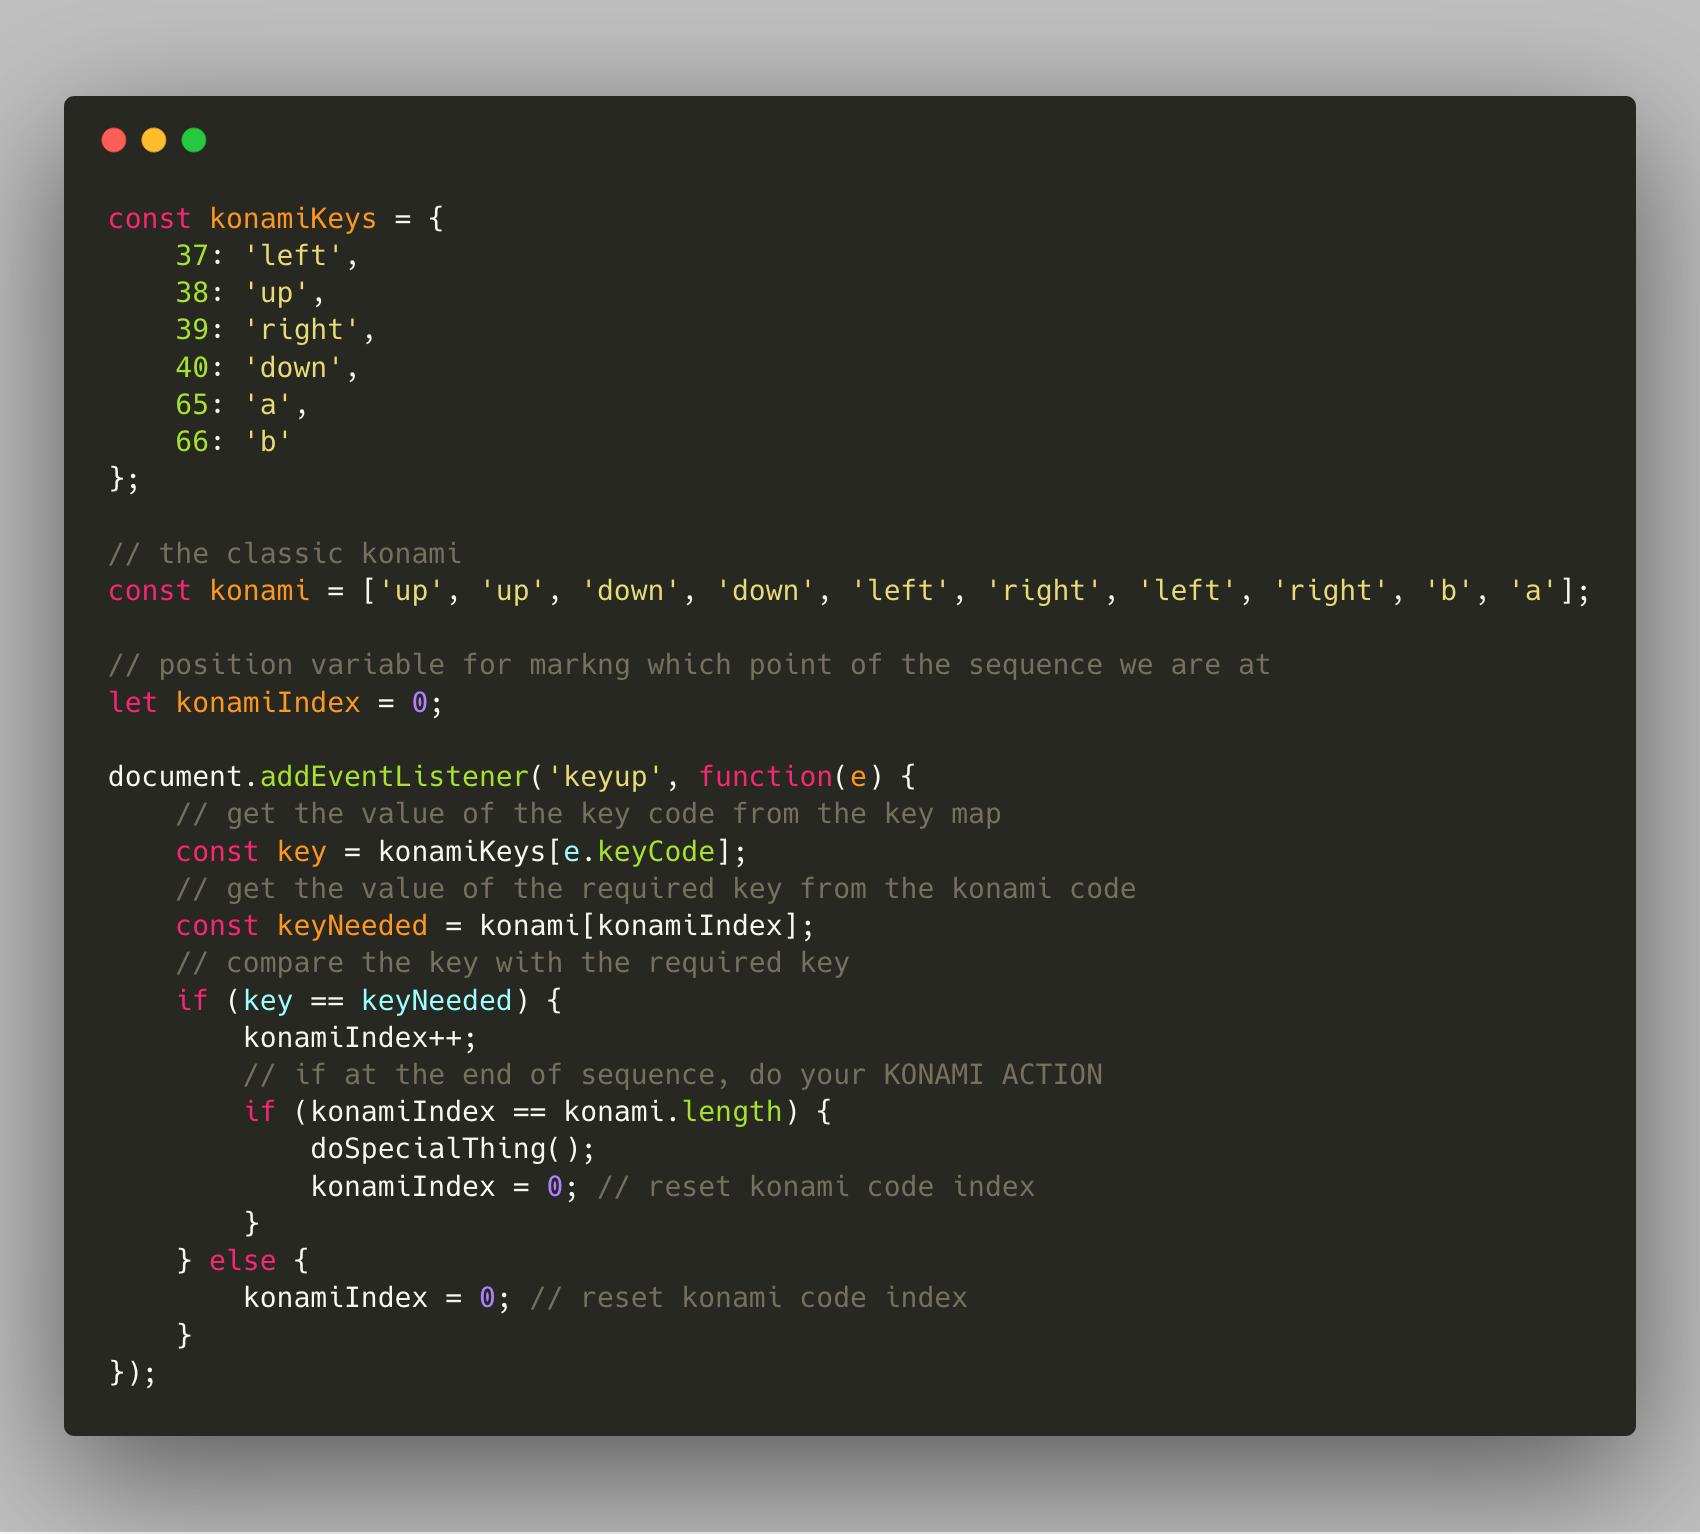 const konamiKeys = {
    37: 'left',
    38: 'up',
    39: 'right',
    40: 'down',
    65: 'a',
    66: 'b'
};

// the classic konami
const konami = ['up', 'up', 'down', 'down', 'left', 'right', 'left', 'right', 'b', 'a'];

// position variable for markng which point of the sequence we are at
let konamiIndex = 0;

document.addEventListener('keyup', function(e) {
    // get the value of the key code from the key map
    const key = konamiKeys[e.keyCode];
    // get the value of the required key from the konami code
    const keyNeeded = konami[konamiIndex];
    // compare the key with the required key
    if (key == keyNeeded) {
        konamiIndex++;
        // if at the end of sequence, do your KONAMI ACTION
        if (konamiIndex == konami.length) {
            doSpecialThing();
            konamiIndex = 0; // reset konami code index
        }
    } else {
        konamiIndex = 0; // reset konami code index
    }
});